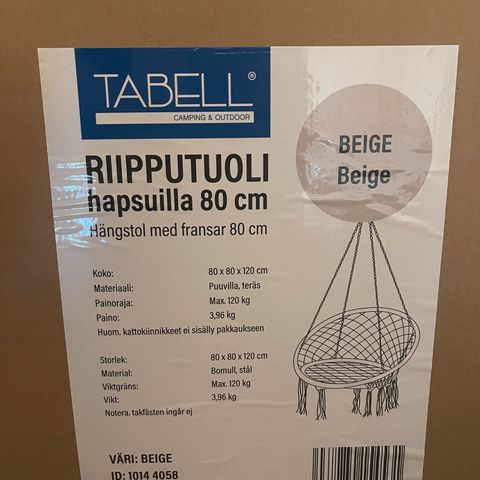 TABELL®
CAMPING & OUTDOOR
RIIPPUTUOLI
hapsuilla 80 cm
Hängstol med fransar 80 cm
BEIGE
Beige
Koko: 80 x 80 x 120 cm
Materiaali: Puuvilla, teräs
Painoraja: Max. 120 kg
Paino: 3,96 kg
Huom. kattokiinnikkeet ei sisälly pakkaukseen
Storlek: 80 x 80 x 120 cm
Material: Bomull, stål
Viktgräns: Max. 120 kg
Vikt: 3,96 kg
Notera. takfästen ingår ej
VÄRI: BEIGE
ID: 1014 4058